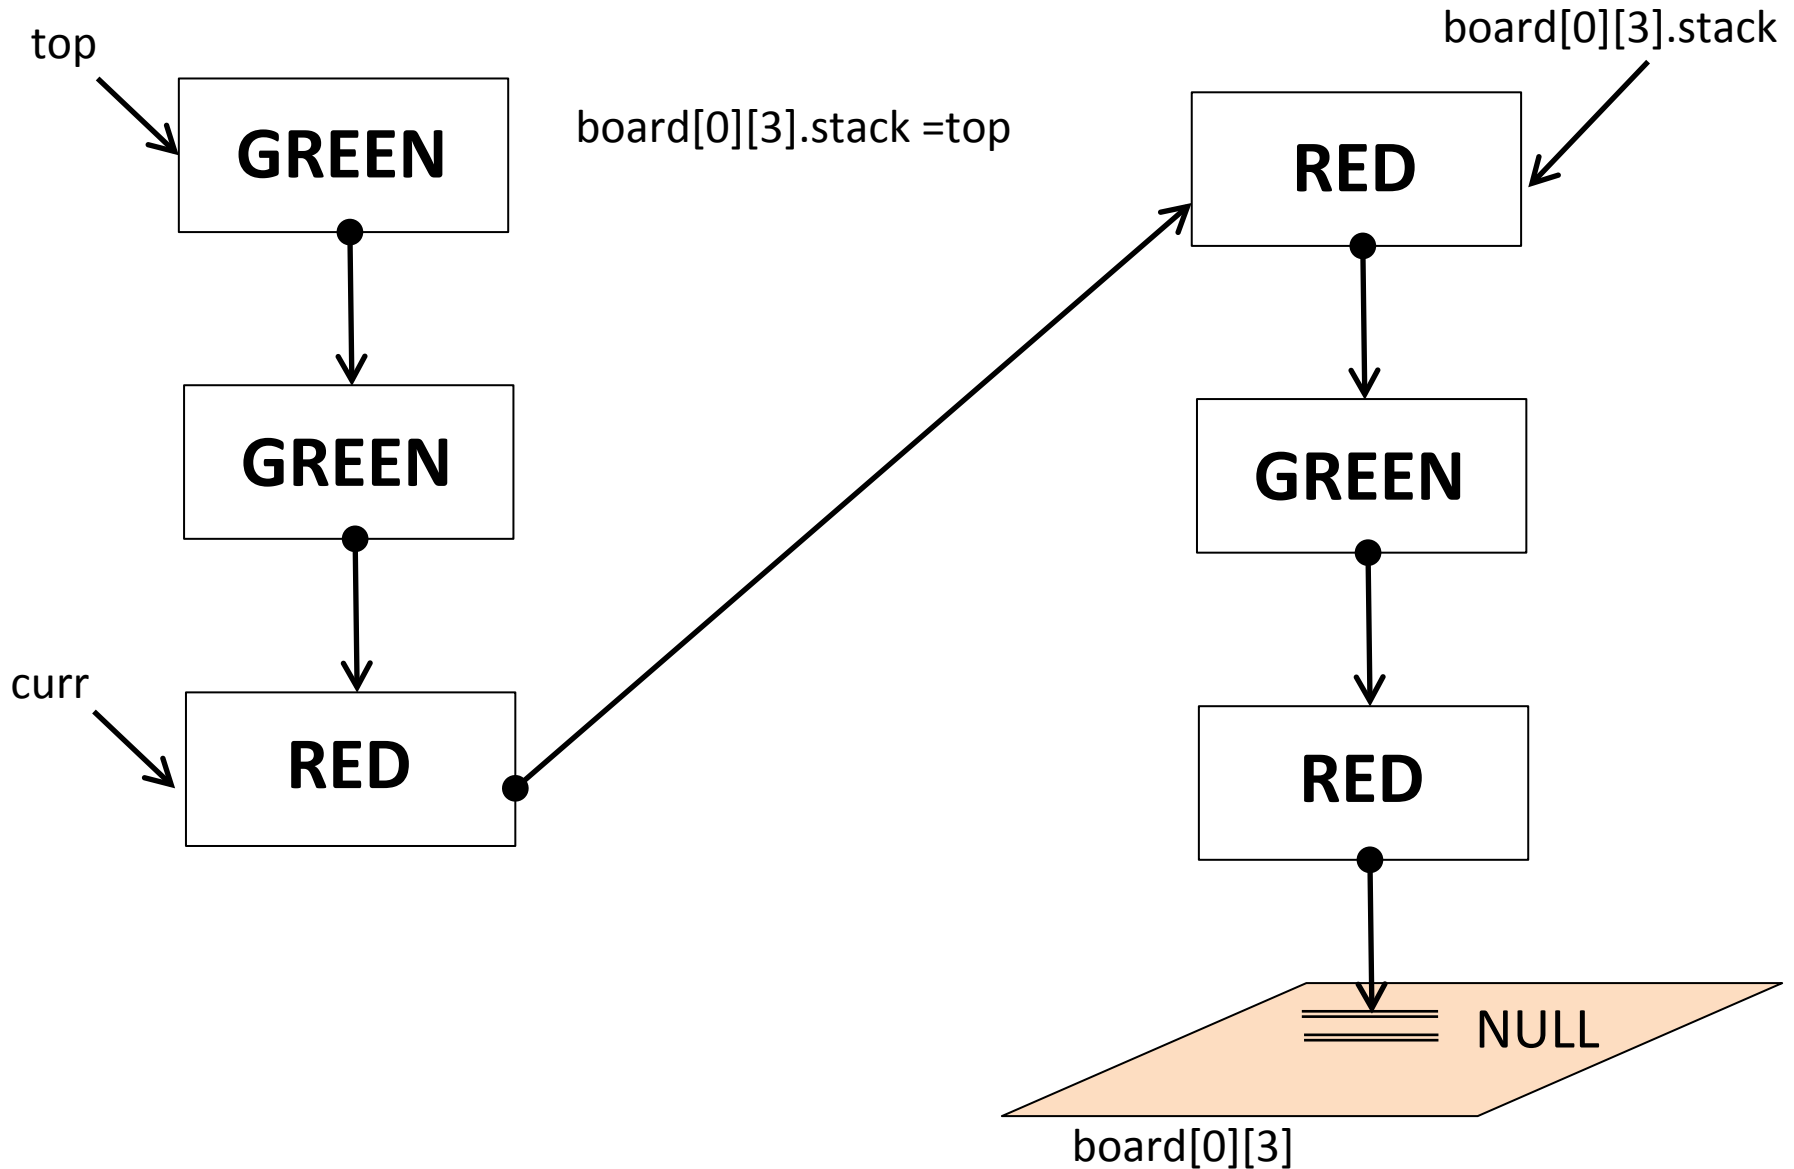 top
board[0][3].stack
GREEN
board[0][3].stack =top
RED
GREEN
GREEN
curr
RED
RED
NULL
board[0][3]